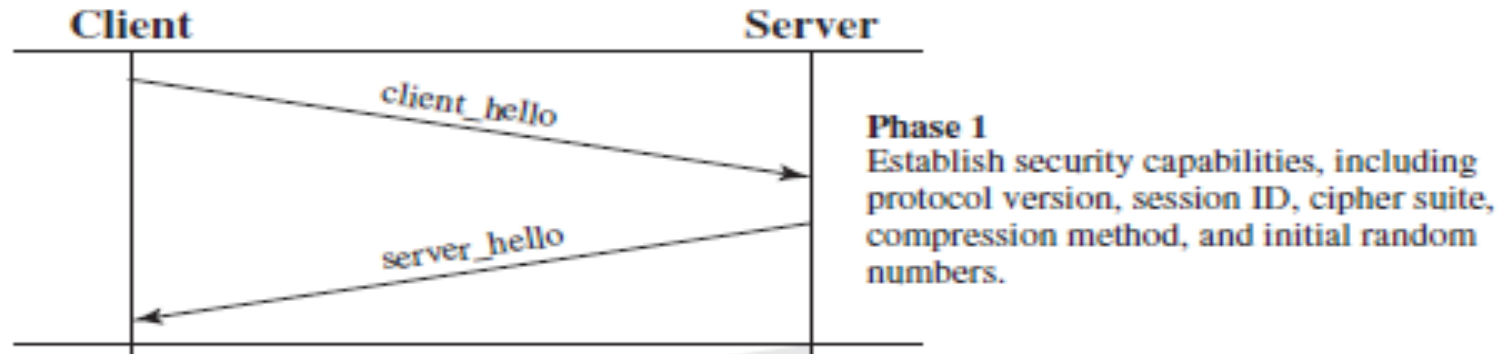 Client Server
client_hello
server_hello
Phase 1
Establish security capabilities, including
protocol version, session ID, cipher suite,
compression method, and initial random
numbers.